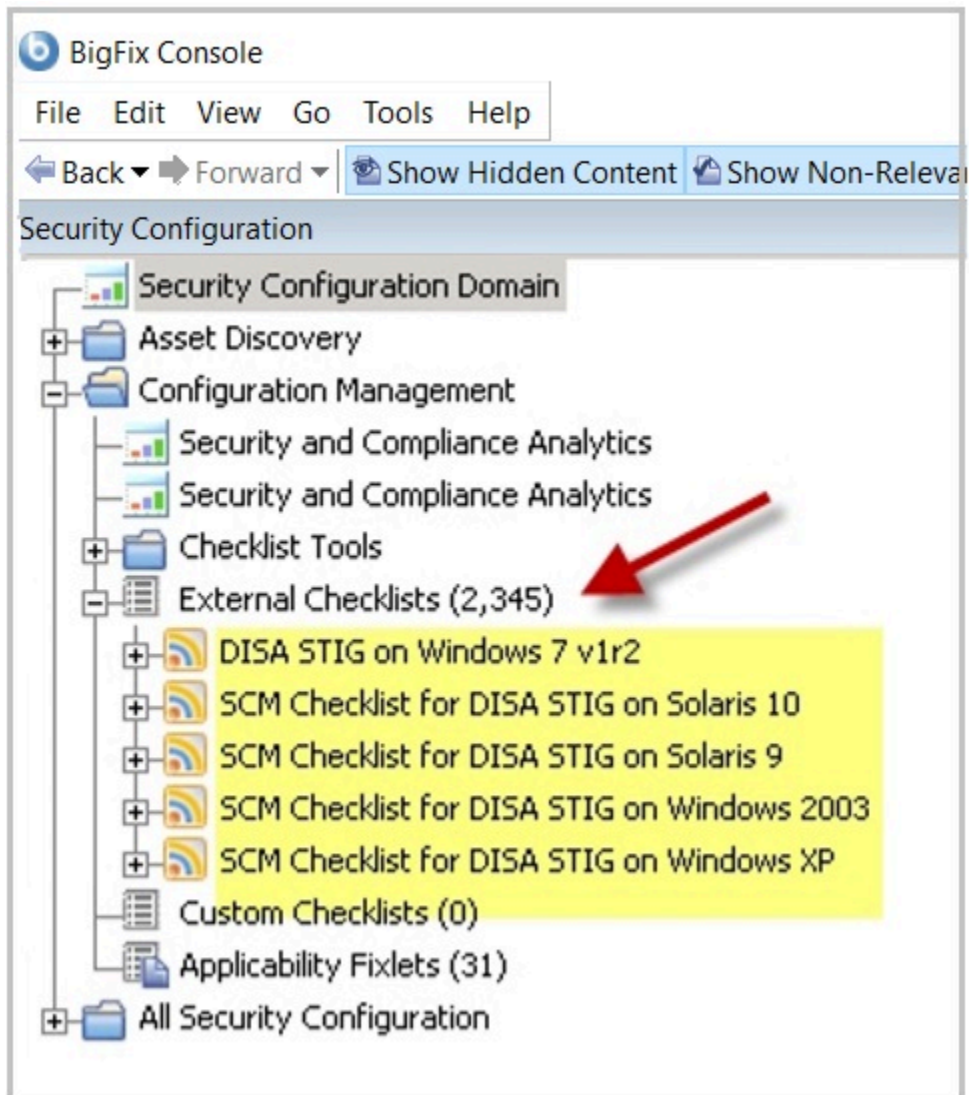 BigFix Console
File Edit View Go Tools Help
Back Forward Show Hidden Content Show Non-Releva
Security Configuration
Security Configuration Domain
Asset Discovery
Configuration Management
Security and Compliance Analytics
Security and Compliance Analytics
Checklist Tools
External Checklists (2,345)
DISA STIG on Windows 7 v1r2
SCM Checklist for DISA STIG on Solaris 10
SCM Checklist for DISA STIG on Solaris 9
SCM Checklist for DISA STIG on Windows 2003
SCM Checklist for DISA STIG on Windows XP
Custom Checklists (0)
Applicability Fixlets (31)
All Security Configuration